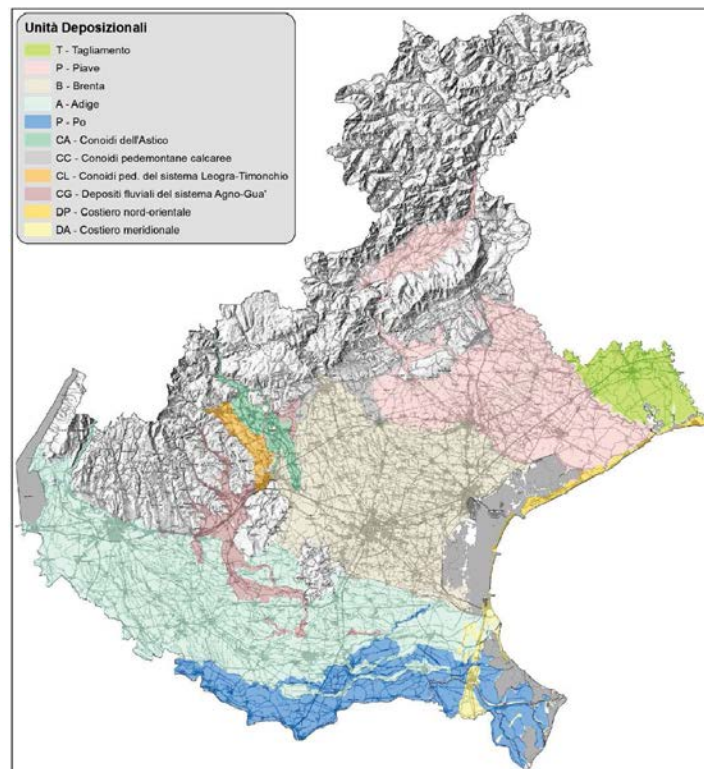 Unità Deposizionali
T - Tagliamento
P - Piave
B - Brenta
A - Adige
P - Po
CA - Conoidi dell'Astico
CC - Conoidi pedemontane calcaree
CL - Conoidi ped. del sistema Leogra-Timonchio
CG - Depositi fluviali del sistema Agno-Gua'
DP - Costiero nord-orientale
DA - Costiero meridionale